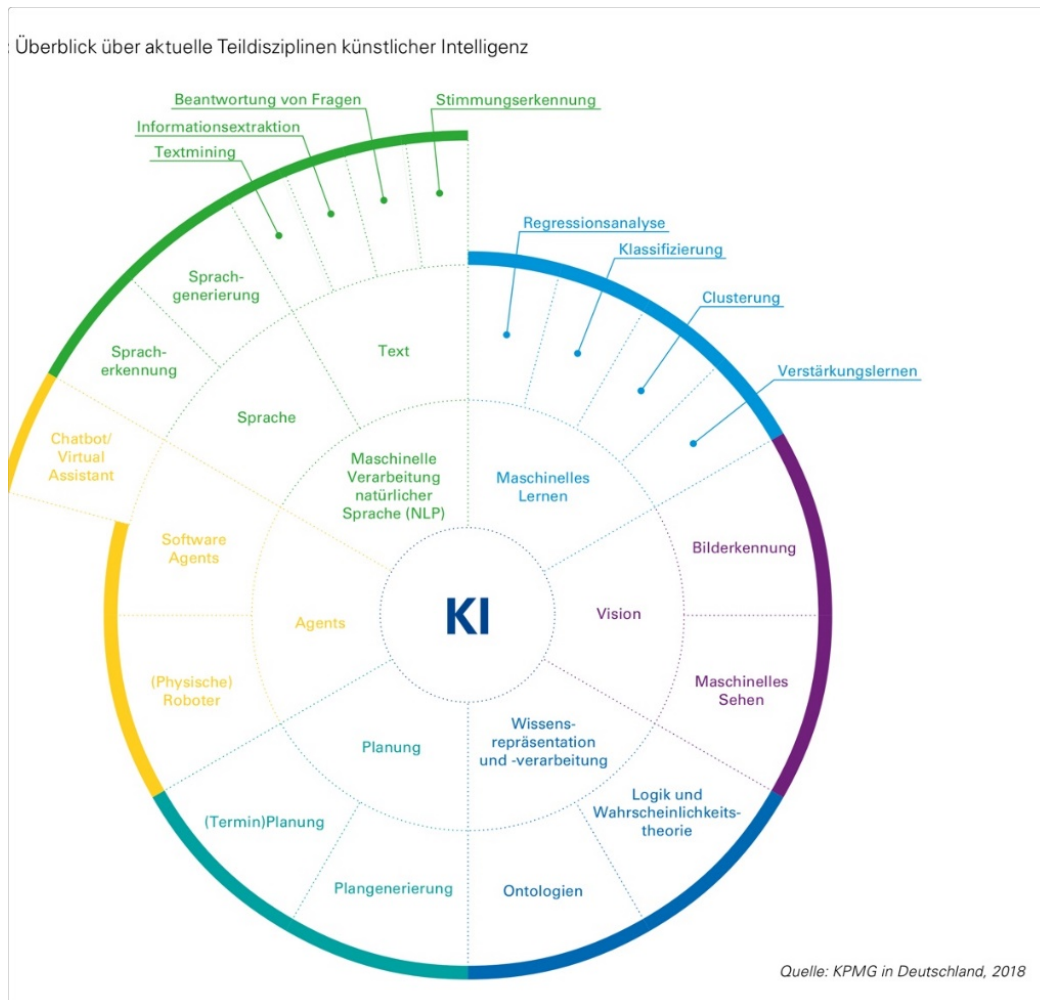 : Überblick über aktuelle Teildisziplinen künstlicher Intelligenz
Beantwortung von Fragen
Stimmungserkennung
Informationsextraktion
Textmining
Regressionsanalyse
Klassifizierung
Clusterung
Verstärkungslernen
Sprach-
generierung
Sprach-
erkennung
Text
Sprache
Chatbot/
Virtual
Assistant
Maschinelle
Verarbeitung
natürlicher
Sprache (NLP)
Maschinelles
Lernen
Software
Agents
Bilderkennung
KI
Agents
Vision
(Physische)
Roboter
Maschinelles
Sehen
Planung
Wissens-
repräsentation
und -verarbeitung
(Termin)Planung
Logik und
Wahrscheinlichkeits-
theorie
Plangenerierung
Ontologien
Quelle: KPMG in Deutschland, 2018